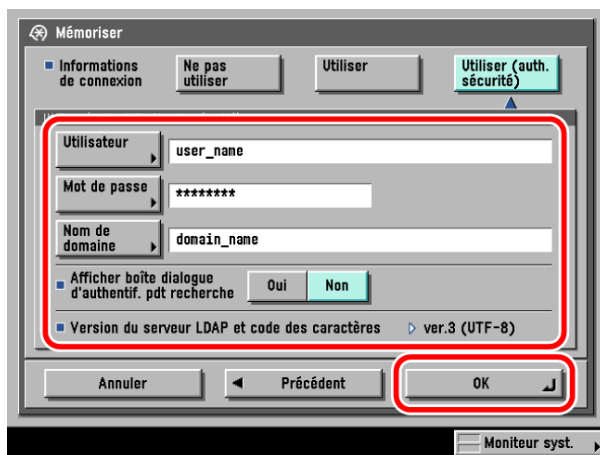 Mémoriser
Informations
de connexion
Ne pas
utiliser
Utiliser
Utiliser (auth.
sécurité)
Utilisateur
user_name
Mot de passe
********
Nom de
domaine
domain_name
Afficher boîte dialogue
d'authentif. pdt recherche
Oui
Non
Version du serveur LDAP et code des caractères
ver.3 (UTF-8)
Annuler
Précédent
OK
Moniteur syst.